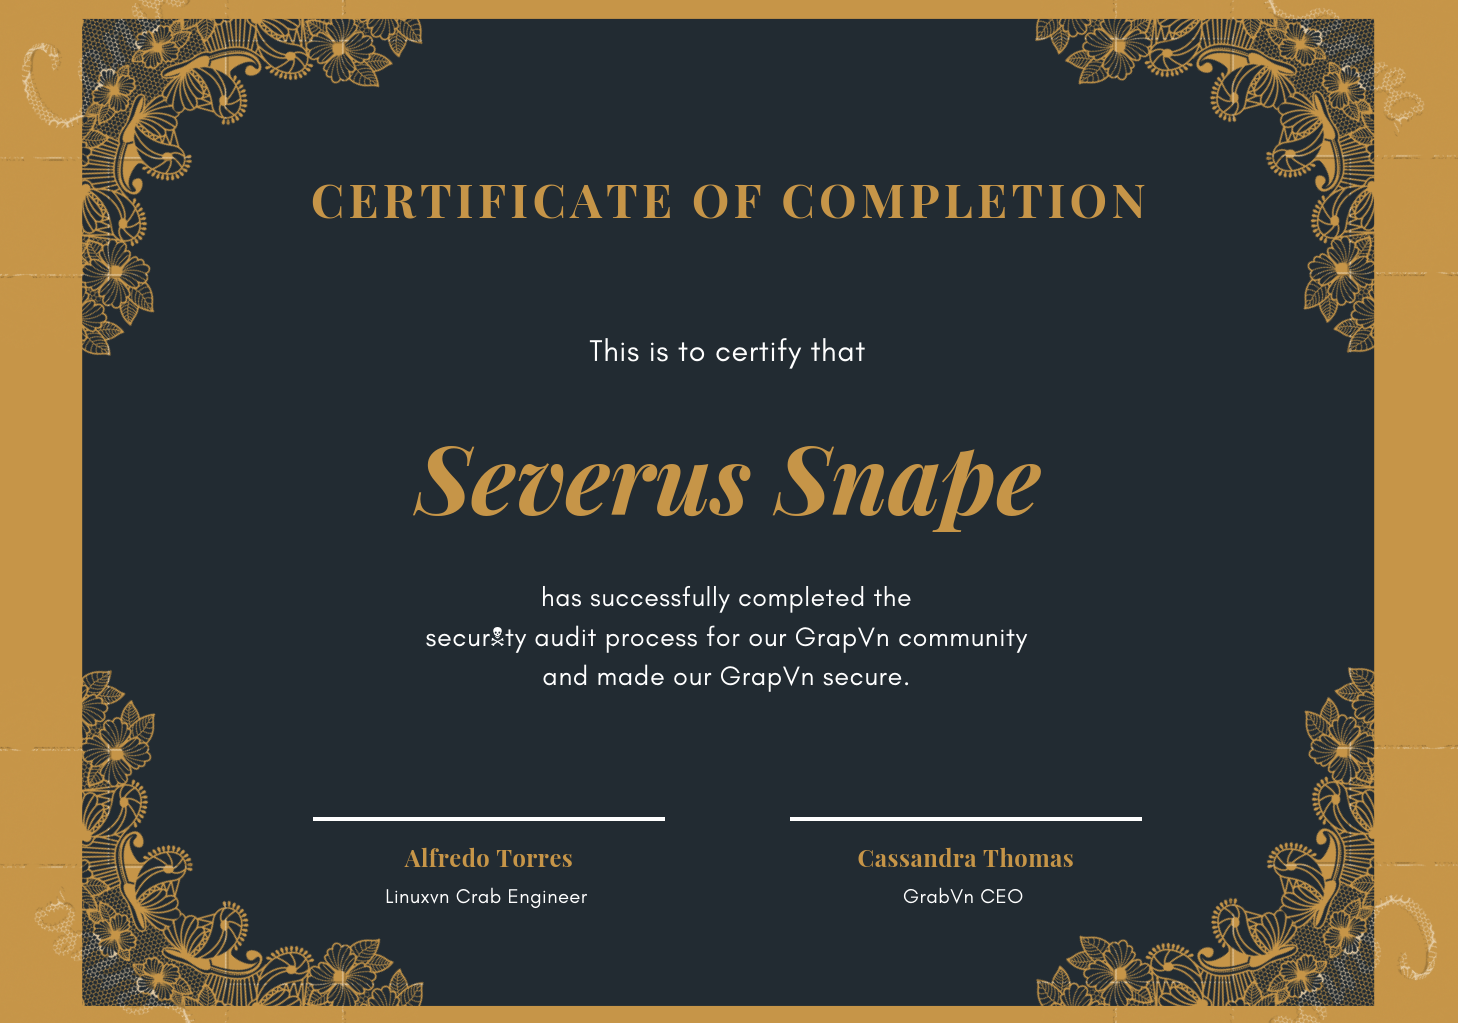 CERTIFICATE OF COMPLETION
This is to certify that
Severus Snape
has successfully completed the
secur☠ty audit process for our GrapVn community
and made our GrapVn secure.
Alfredo Torres
Cassandra Thomas
Linuxvn Crab Engineer
GrabVn CEO